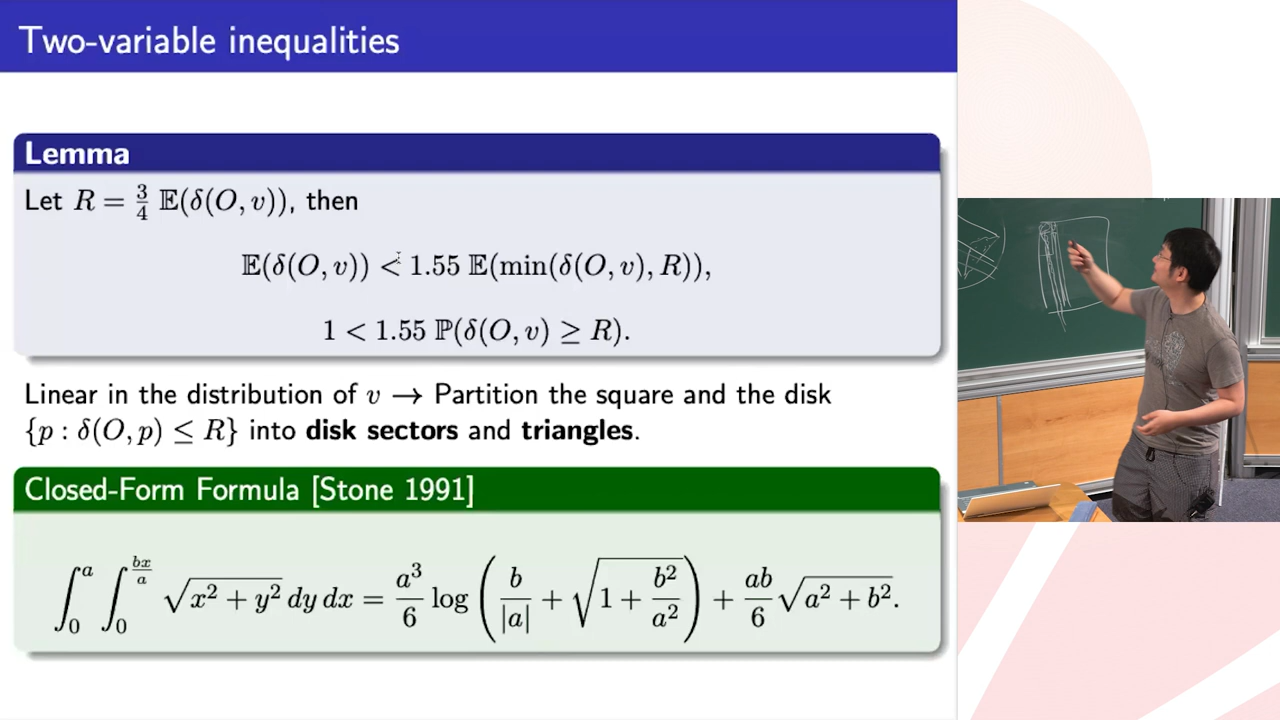 Two-variable inequalities
Lemma
Let R = 3/4 𝔼(δ(O, v)), then
𝔼(δ(O, v)) < 1.55 𝔼(min(δ(O, v), R)),
1 < 1.55 ℙ(δ(O, v) ≥ R).
Linear in the distribution of v → Partition the square and the disk
{p : δ(O, p) ≤ R} into disk sectors and triangles.
Closed-Form Formula [Stone 1991]
∫₀^a ∫₀^(bx/a) √(x² + y²) dy dx = a³/6 log(b/|a| + √(1 + b²/a²)) + ab/6 √(a² + b²).